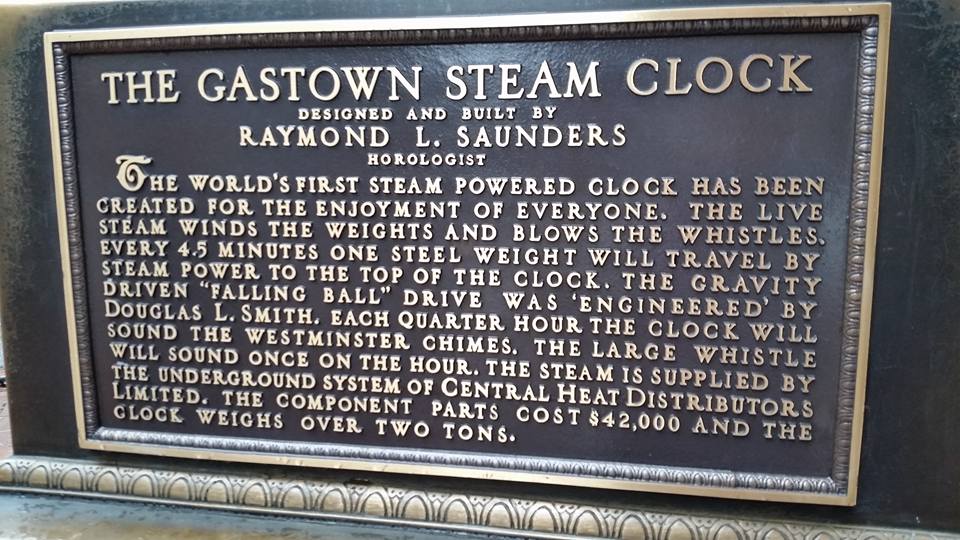 THE GASTOWN STEAM CLOCK
DESIGNED AND BUILT BY
RAYMOND L. SAUNDERS
HOROLOGIST
THE WORLD'S FIRST STEAM POWERED CLOCK HAS BEEN
CREATED FOR THE ENJOYMENT OF EVERYONE. THE LIVE
STEAM WINDS THE WEIGHTS AND BLOWS THE WHISTLES.
EVERY 4.5 MINUTES ONE STEEL WEIGHT WILL TRAVEL BY
STEAM POWER TO THE TOP OF THE CLOCK. THE GRAVITY
DRIVEN "FALLING BALL" DRIVE WAS 'ENGINEERED' BY
DOUGLAS L. SMITH. EACH QUARTER HOUR THE CLOCK WILL
SOUND THE WESTMINSTER CHIMES. THE LARGE WHISTLE
WILL SOUND ONCE ON THE HOUR. THE STEAM IS SUPPLIED BY
THE UNDERGROUND SYSTEM OF CENTRAL HEAT DISTRIBUTORS
LIMITED. THE COMPONENT PARTS COST $42,000 AND THE
CLOCK WEIGHS OVER TWO TONS.